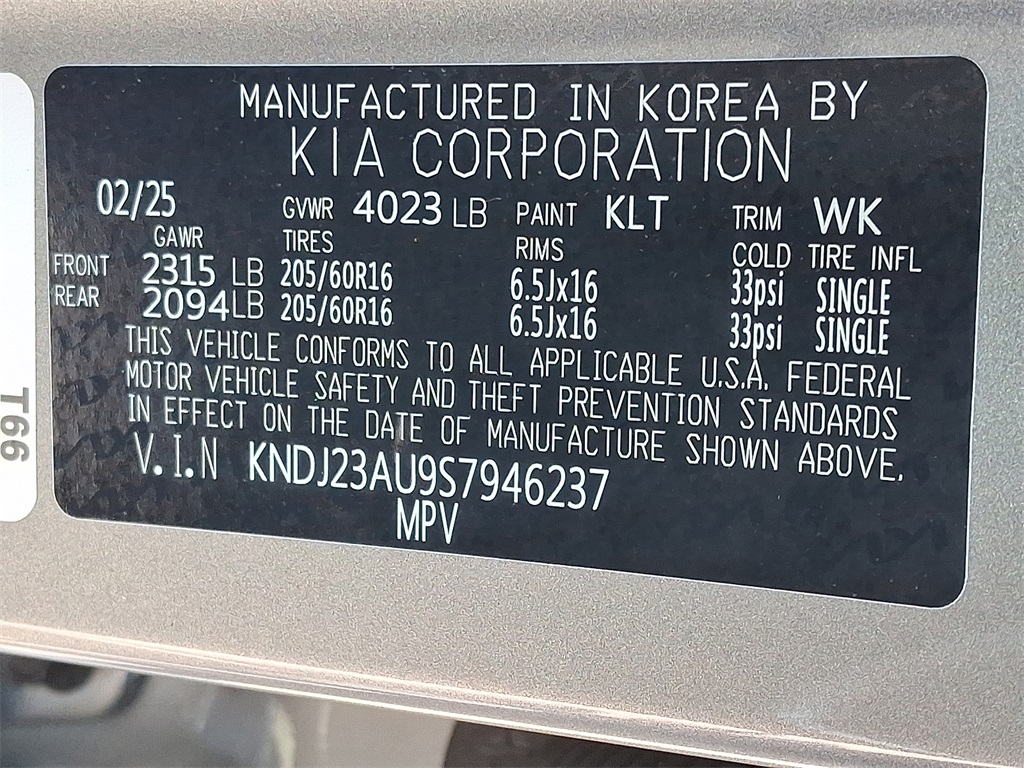 MANUFACTURED IN KOREA BY
KIA CORPORATION
02/25 GVWR 4023 LB PAINT KLT TRIM WK
GAWR TIRES RIMS COLD TIRE INFL
FRONT 2315 LB 205/60R16 6.5Jx16 33psi SINGLE
REAR 2094 LB 205/60R16 6.5Jx16 33psi SINGLE
THIS VEHICLE CONFORMS TO ALL APPLICABLE U.S.A. FEDERAL
MOTOR VEHICLE SAFETY AND THEFT PREVENTION STANDARDS
IN EFFECT ON THE DATE OF MANUFACTURE SHOWN ABOVE.
V.I.N KNDJ23AU9S7946237
MPV
T66